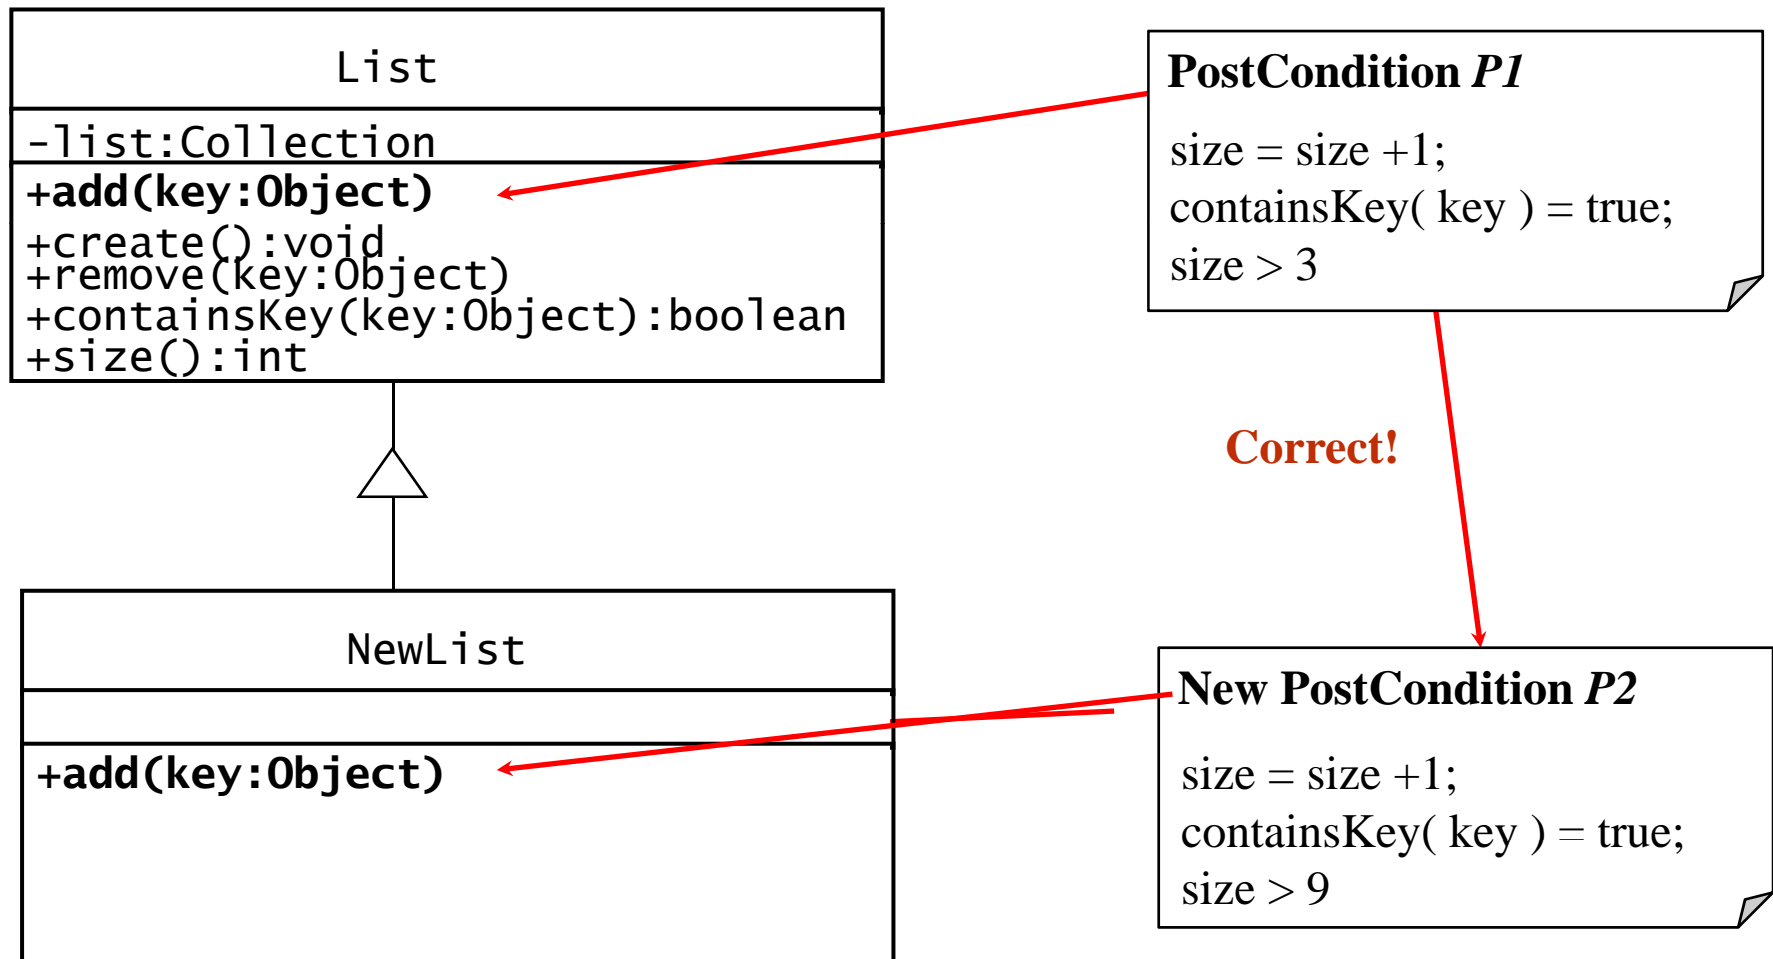 List
-list:Collection
+add(key:Object)
+create():void
+remove(key:Object)
+containsKey(key:Object):boolean
+size():int
PostCondition P1
size = size +1;
containsKey( key ) = true;
size > 3
Correct!
NewList
+add(key:Object)
New PostCondition P2
size = size +1;
containsKey( key ) = true;
size > 9